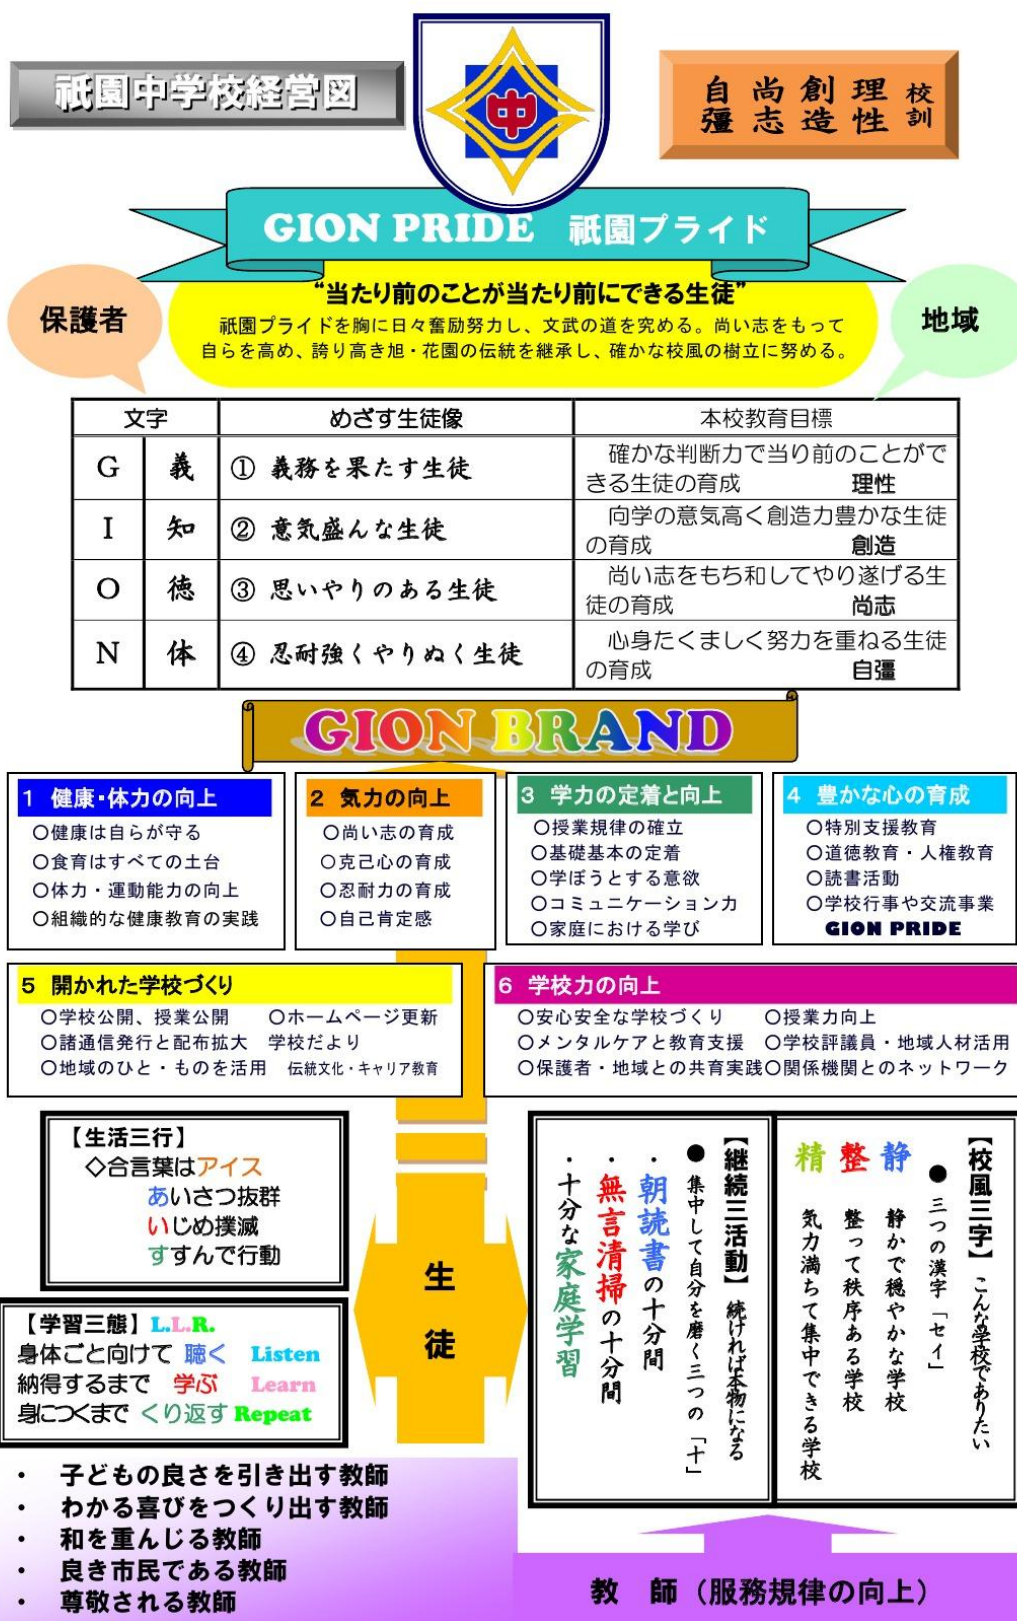 祇園中学校経営図
中
校訓
理性
創造
尚志
自彊
GION PRIDE 祇園プライド
保護者
地域
“当たり前のことが当たり前にできる生徒”
祇園プライドを胸に日々奮励努力し、文武の道を究める。尚い志をもって
自らを高め、誇り高き旭・花園の伝統を継承し、確かな校風の樹立に努める。
文字 めざす生徒像 本校教育目標
G 義 ① 義務を果たす生徒 確かな判断力で当り前のことがで
きる生徒の育成 理性
I 知 ② 意気盛んな生徒 向学の意気高く創造力豊かな生徒
の育成 創造
O 徳 ③ 思いやりのある生徒 尚い志をもち和してやり遂げる生
徒の育成 尚志
N 体 ④ 忍耐強くやりぬく生徒 心身たくましく努力を重ねる生徒
の育成 自彊
GION BRAND
1 健康・体力の向上
○健康は自らが守る
○食育はすべての土台
○体力・運動能力の向上
○組織的な健康教育の実践
2 気力の向上
○尚い志の育成
○克己心の育成
○忍耐力の育成
○自己肯定感
3 学力の定着と向上
○授業規律の確立
○基礎基本の定着
○学ぼうとする意欲
○コミュニケーション力
○家庭における学び
4 豊かな心の育成
○特別支援教育
○道徳教育・人権教育
○読書活動
○学校行事や交流事業
GION PRIDE
5 開かれた学校づくり
○学校公開、授業公開 ○ホームページ更新
○諸通信発行と配布拡大 学校だより
○地域のひと・ものを活用 伝統文化・キャリア教育
6 学校力の向上
○安心安全な学校づくり ○授業力向上
○メンタルケアと教育支援 ○学校評議員・地域人材活用
○保護者・地域との共育実践○関係機関とのネットワーク
【生活三行】
◇合言葉はアイス
あいさつ抜群
いじめ撲滅
すすんで行動
【学習三態】L.L.R.
身体ごと向けて 聴く Listen
納得するまで 学ぶ Learn
身につくまで くり返す Repeat
生徒
【校風三字】 こんな学校でありたい
● 三つの漢字「セイ」
静 静かで穏やかな学校
整 整って秩序ある学校
精 気力満ちて集中できる学校
【継続三活動】 続ければ本物になる
● 集中して自分を磨く三つの「十」
・朝読書の十分間
・無言清掃の十分間
・十分な家庭学習
・ 子どもの良さを引き出す教師
・ わかる喜びをつくり出す教師
・ 和を重んじる教師
・ 良き市民である教師
・ 尊敬される教師
教 師（服務規律の向上）